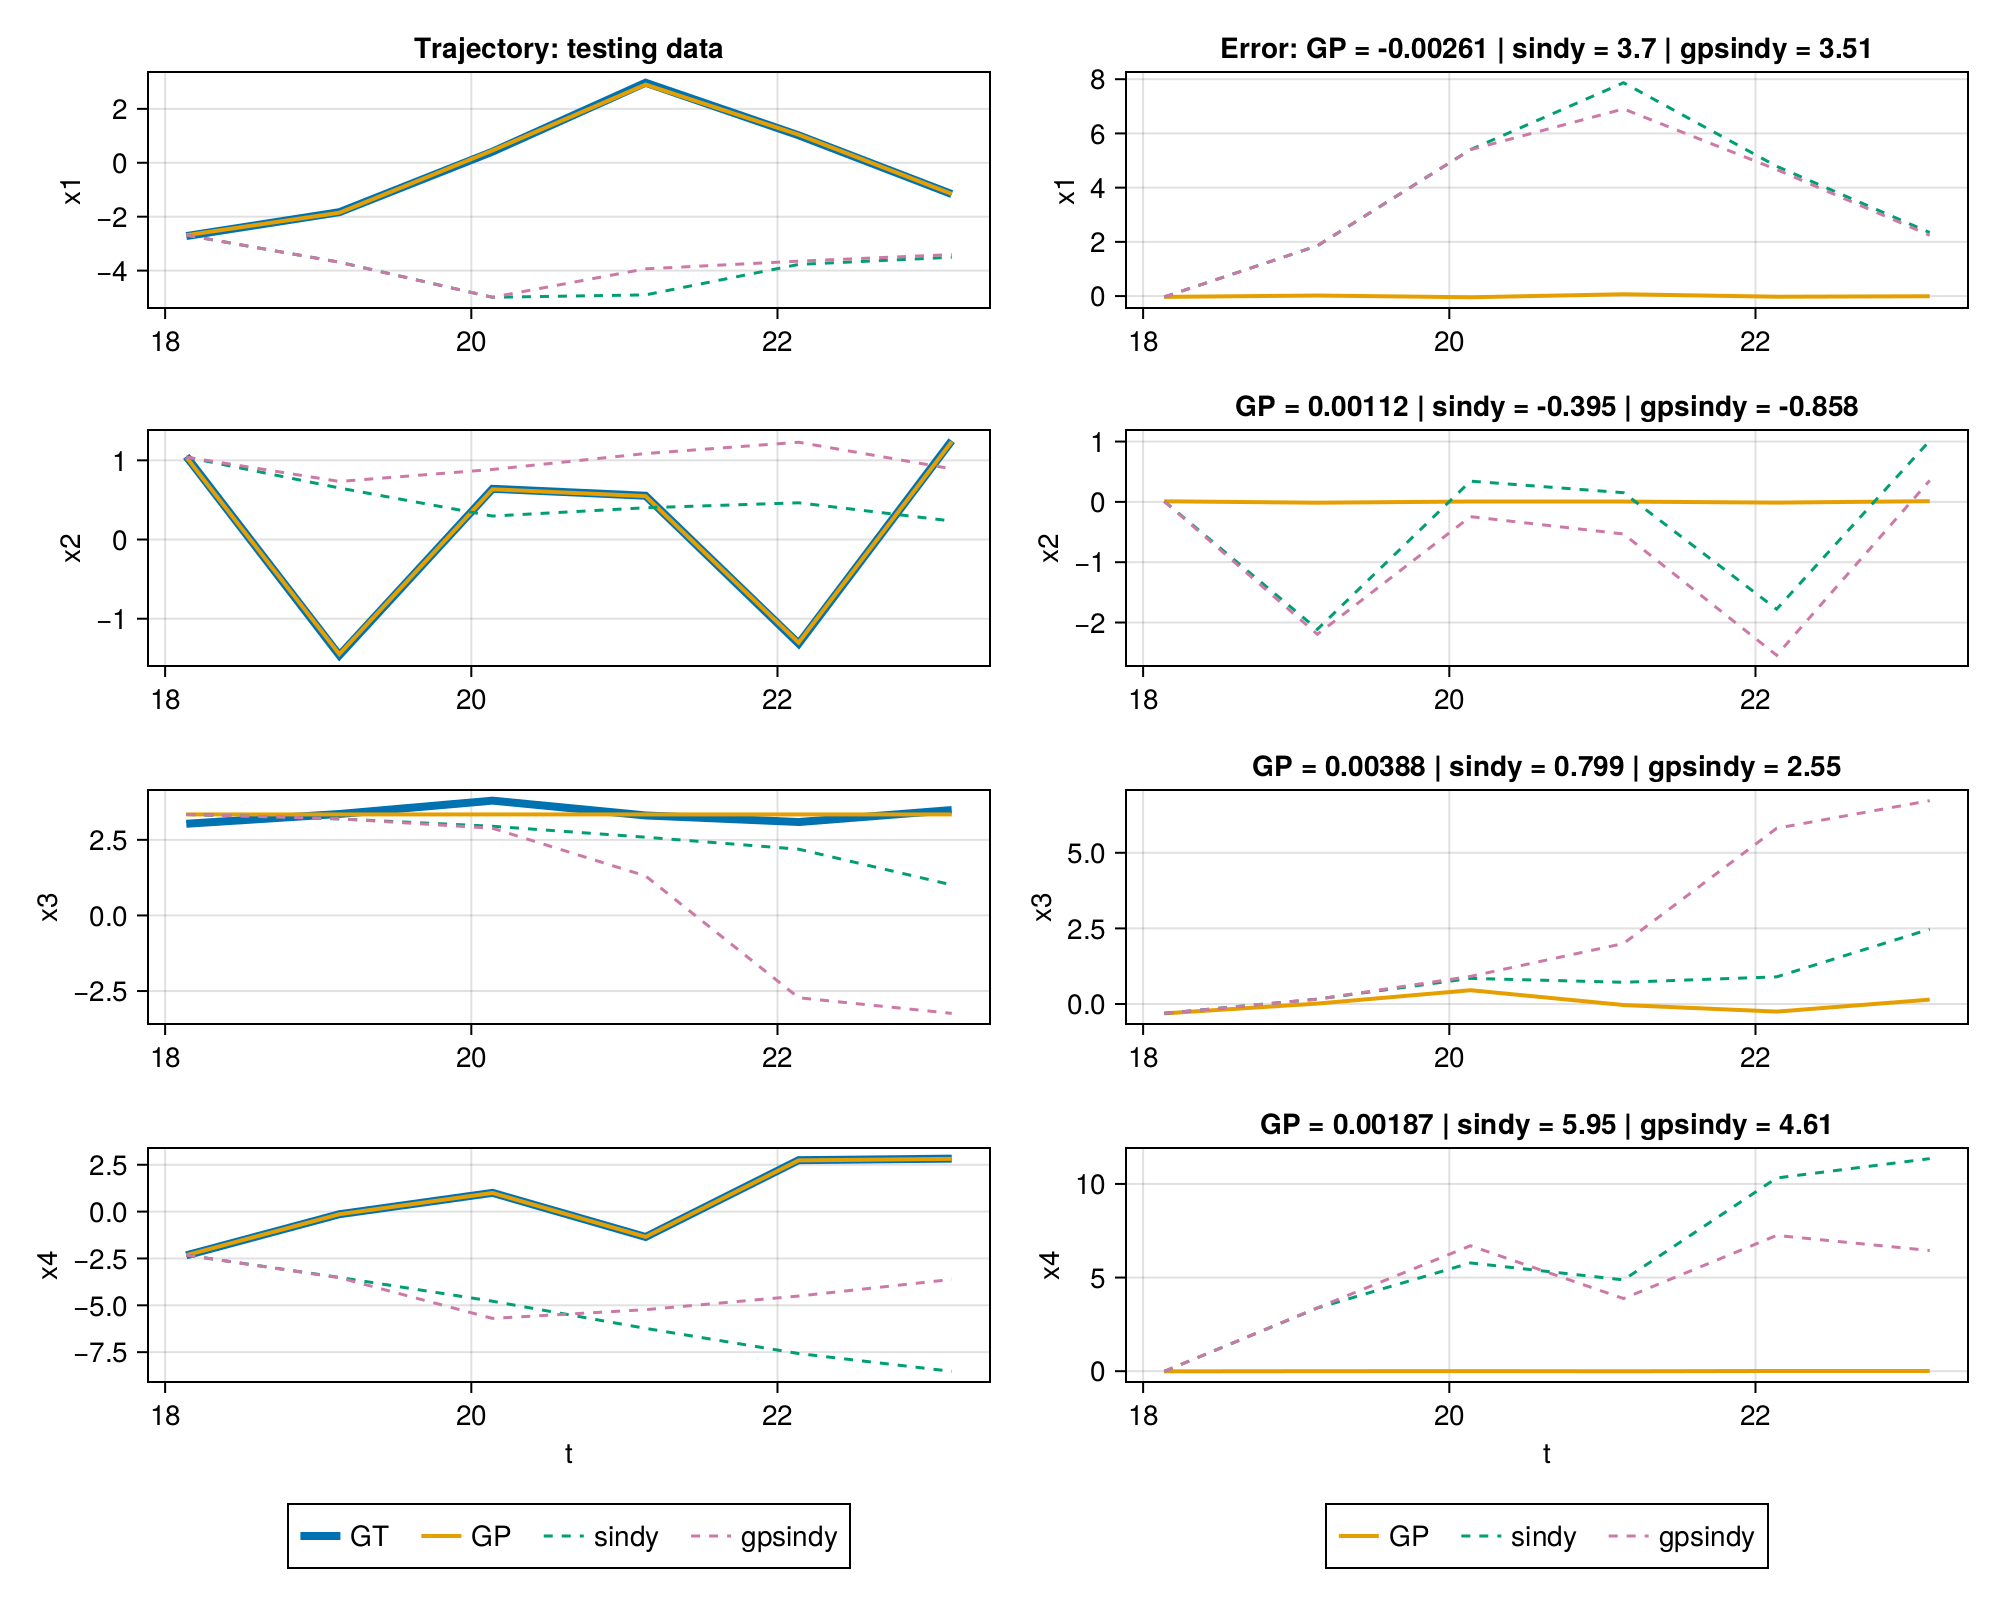 Trajectory: testing data
2
0
−2
−4
x1
18 20 22
Error: GP = -0.00261 | sindy = 3.7 | gpsindy = 3.51
8
6
4
2
0
x1
18 20 22
1
0
−1
x2
18 20 22
GP = 0.00112 | sindy = -0.395 | gpsindy = -0.858
1
0
−1
−2
x2
18 20 22
2.5
0.0
−2.5
x3
18 20 22
GP = 0.00388 | sindy = 0.799 | gpsindy = 2.55
5.0
2.5
0.0
x3
18 20 22
2.5
0.0
−2.5
−5.0
−7.5
x4
18 20 22
t
GP = 0.00187 | sindy = 5.95 | gpsindy = 4.61
10
5
0
x4
18 20 22
t
GT GP sindy gpsindy
GP sindy gpsindy